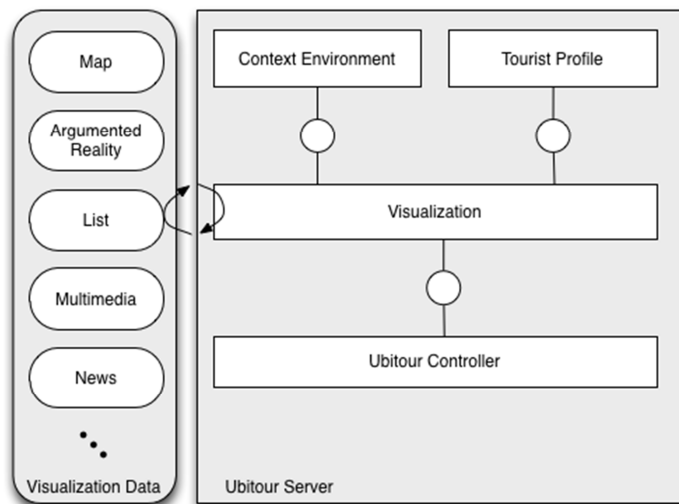 Map
Argumented
Reality
List
Multimedia
News
Visualization Data
Context Environment
Tourist Profile
Visualization
Ubitour Controller
Ubitour Server